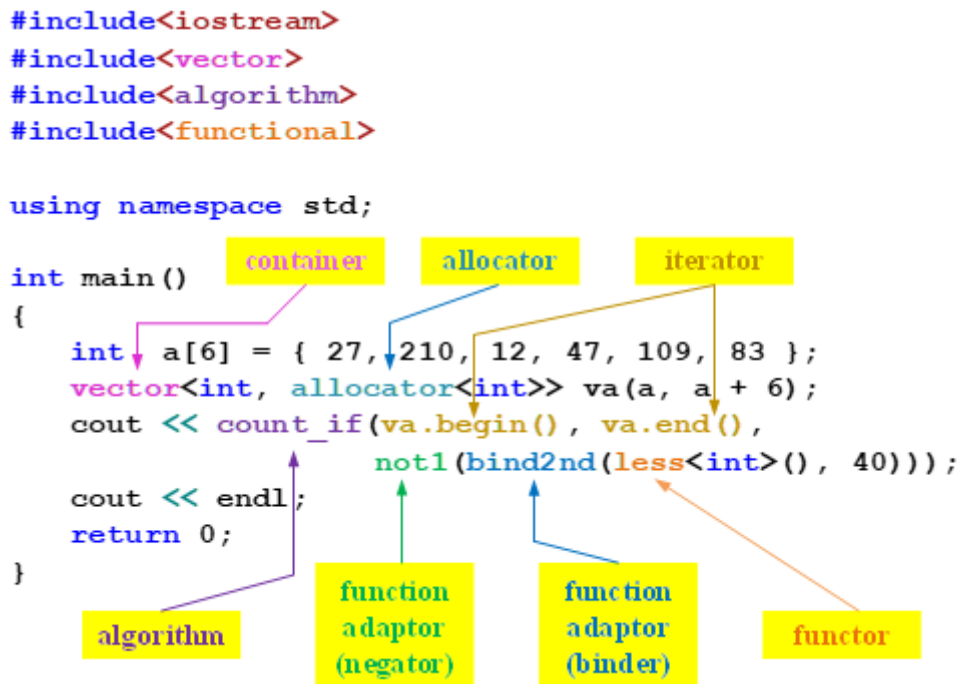 #include<iostream>
#include<vector>
#include<algorithm>
#include<functional>
using namespace std;
container
allocator
iterator
int main()
{
int a[6] = { 27, 210, 12, 47, 109, 83 };
vector<int, allocator<int>> va(a, a + 6);
cout << count_if(va.begin(), va.end(),
not1(bind2nd(less<int>(), 40)));
cout << endl;
return 0;
}
algorithm
function
adaptor
(negator)
function
adaptor
(binder)
functor